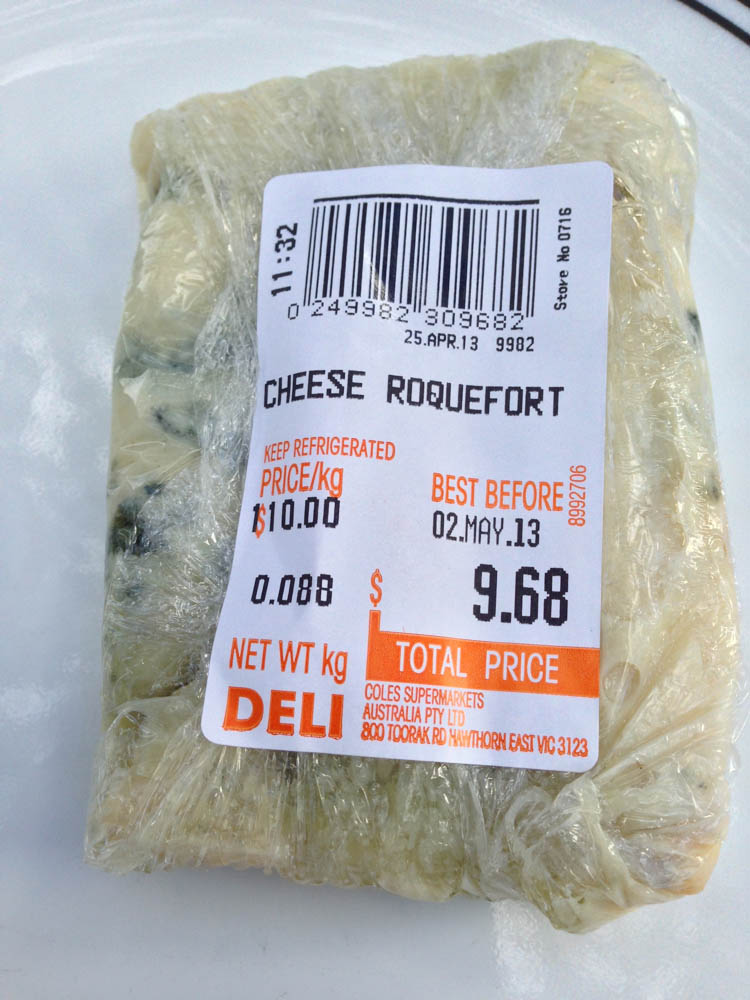 11:32
Store No 0716
0 249982 309682
25.APR.13 9982
CHEESE ROQUEFORT
KEEP REFRIGERATED
PRICE/kg
$110.00
BEST BEFORE
02.MAY.13
8992706
0.088
$ 9.68
NET WT kg
TOTAL PRICE
DELI
COLES SUPERMARKETS
AUSTRALIA PTY LTD
800 TOORAK RD HAWTHORN EAST VIC 3123